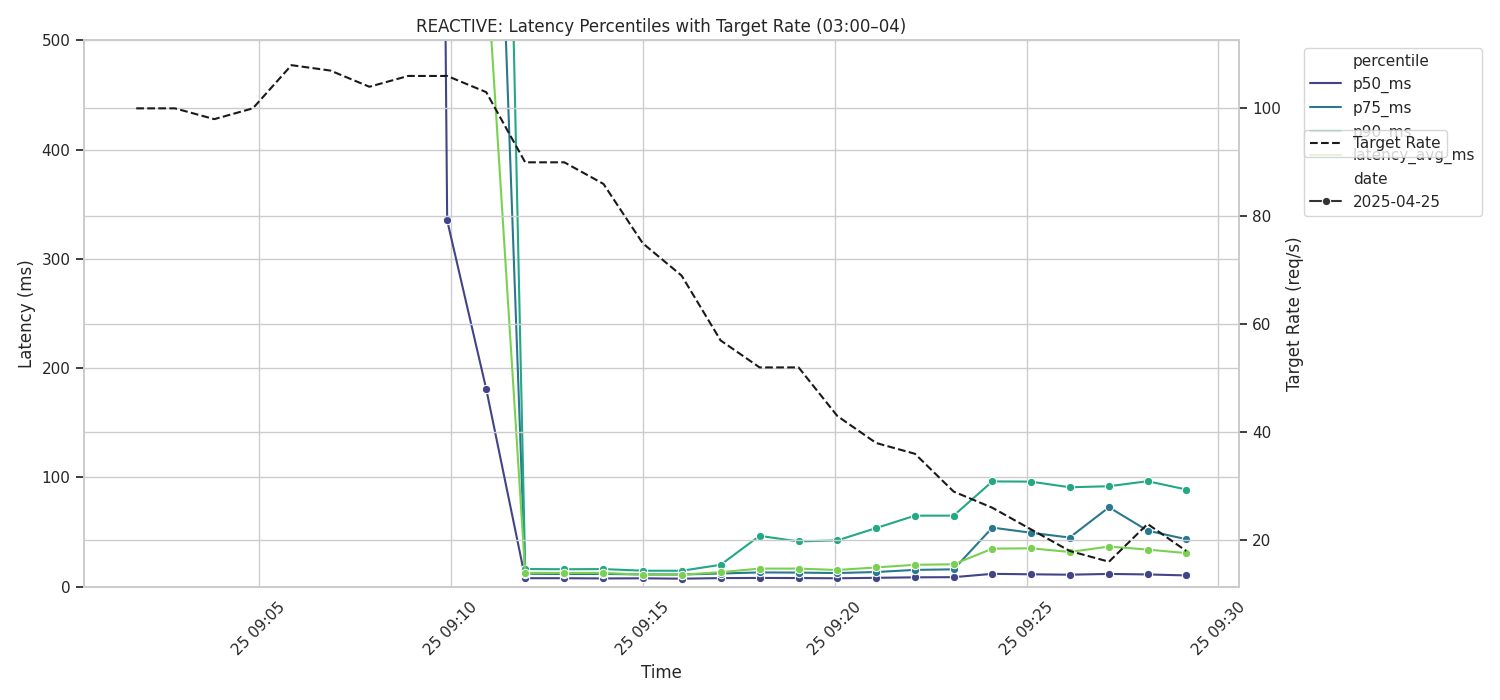 REACTIVE: Latency Percentiles with Target Rate (03:00–04)
500
400
300
200
100
0
Latency (ms)
100
80
60
40
20
Target Rate (req/s)
25 09:05
25 09:10
25 09:15
25 09:20
25 09:25
25 09:30
Time
percentile
p50_ms
p75_ms
p90_ms
Target Rate
latency_avg_ms
date
2025-04-25